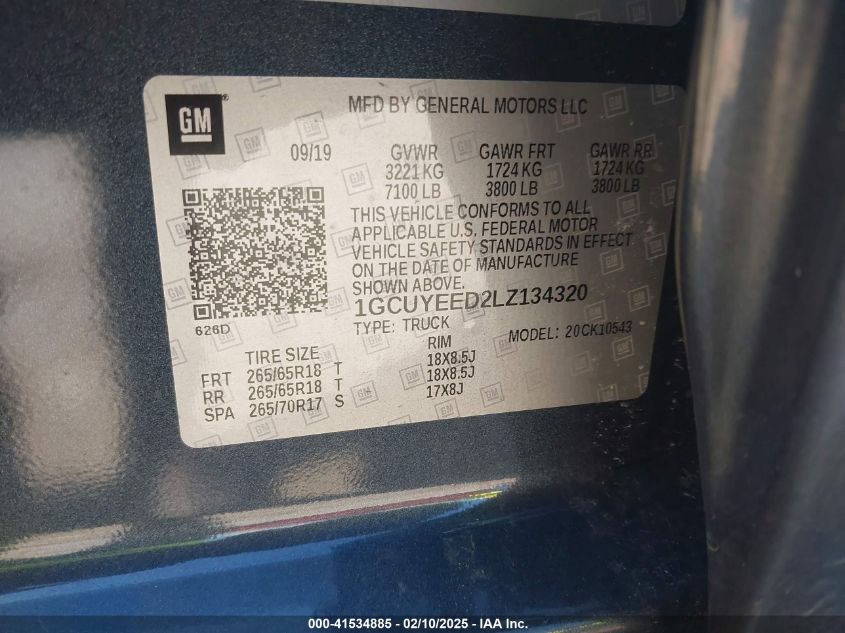 GM
MFD BY GENERAL MOTORS LLC
09/19 GVWR GAWR FRT GAWR RR
3221 KG 1724 KG 1724 KG
7100 LB 3800 LB 3800 LB
THIS VEHICLE CONFORMS TO ALL
APPLICABLE U.S. FEDERAL MOTOR
VEHICLE SAFETY STANDARDS IN EFFECT
ON THE DATE OF MANUFACTURE
SHOWN ABOVE.
626D
1GCUYEED2LZ134320
TYPE: TRUCK MODEL: 20CK10543
TIRE SIZE RIM
FRT 265/65R18 T 18X8.5J
RR 265/65R18 T 18X8.5J
SPA 265/70R17 S 17X8J
000-41534885 - 02/10/2025 - IAA Inc.